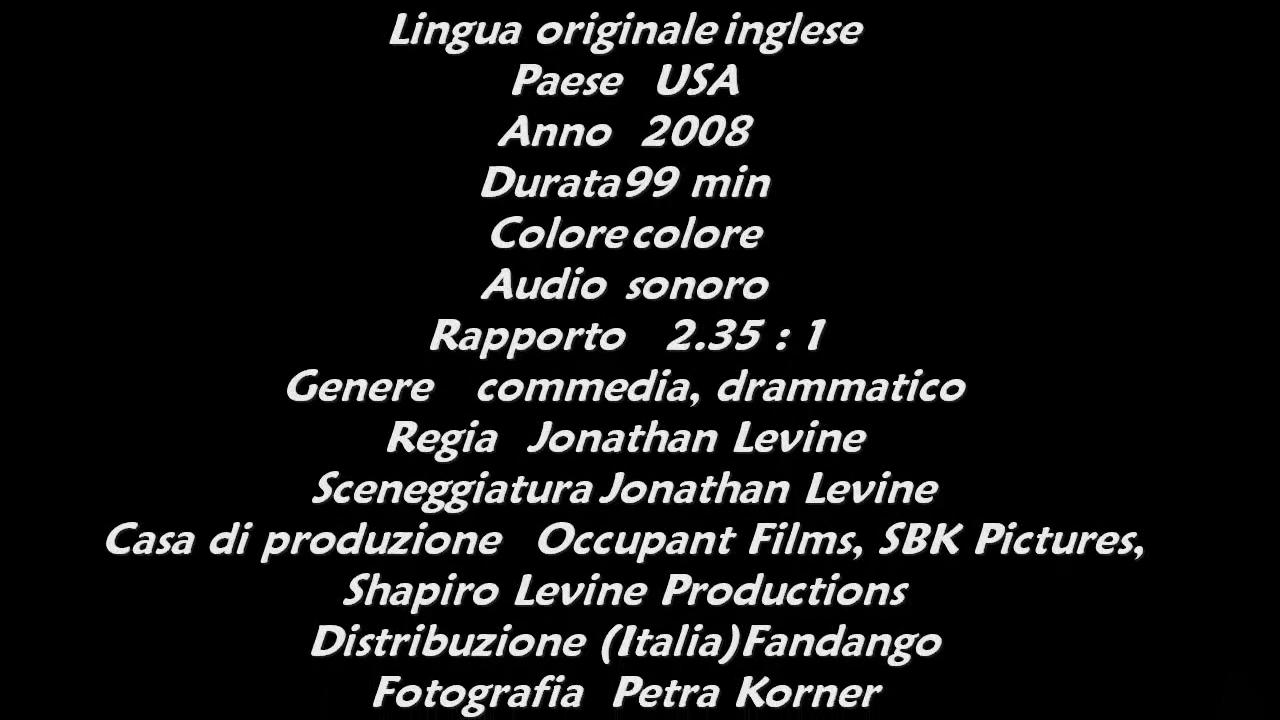 Lingua originale inglese
Paese USA
Anno 2008
Durata 99 min
Colore colore
Audio sonoro
Rapporto 2.35 : 1
Genere commedia, drammatico
Regia Jonathan Levine
Sceneggiatura Jonathan Levine
Casa di produzione Occupant Films, SBK Pictures,
Shapiro Levine Productions
Distribuzione (Italia)Fandango
Fotografia Petra Korner